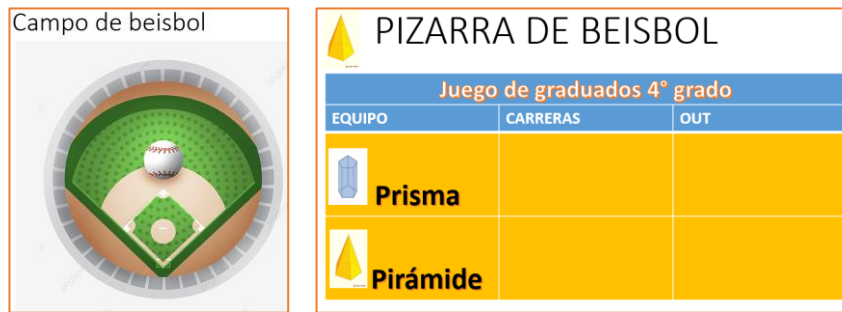 Campo de beisbol
PIZARRA DE BEISBOL
Juego de graduados 4° grado
EQUIPO CARRERAS OUT
Prisma
Pirámide